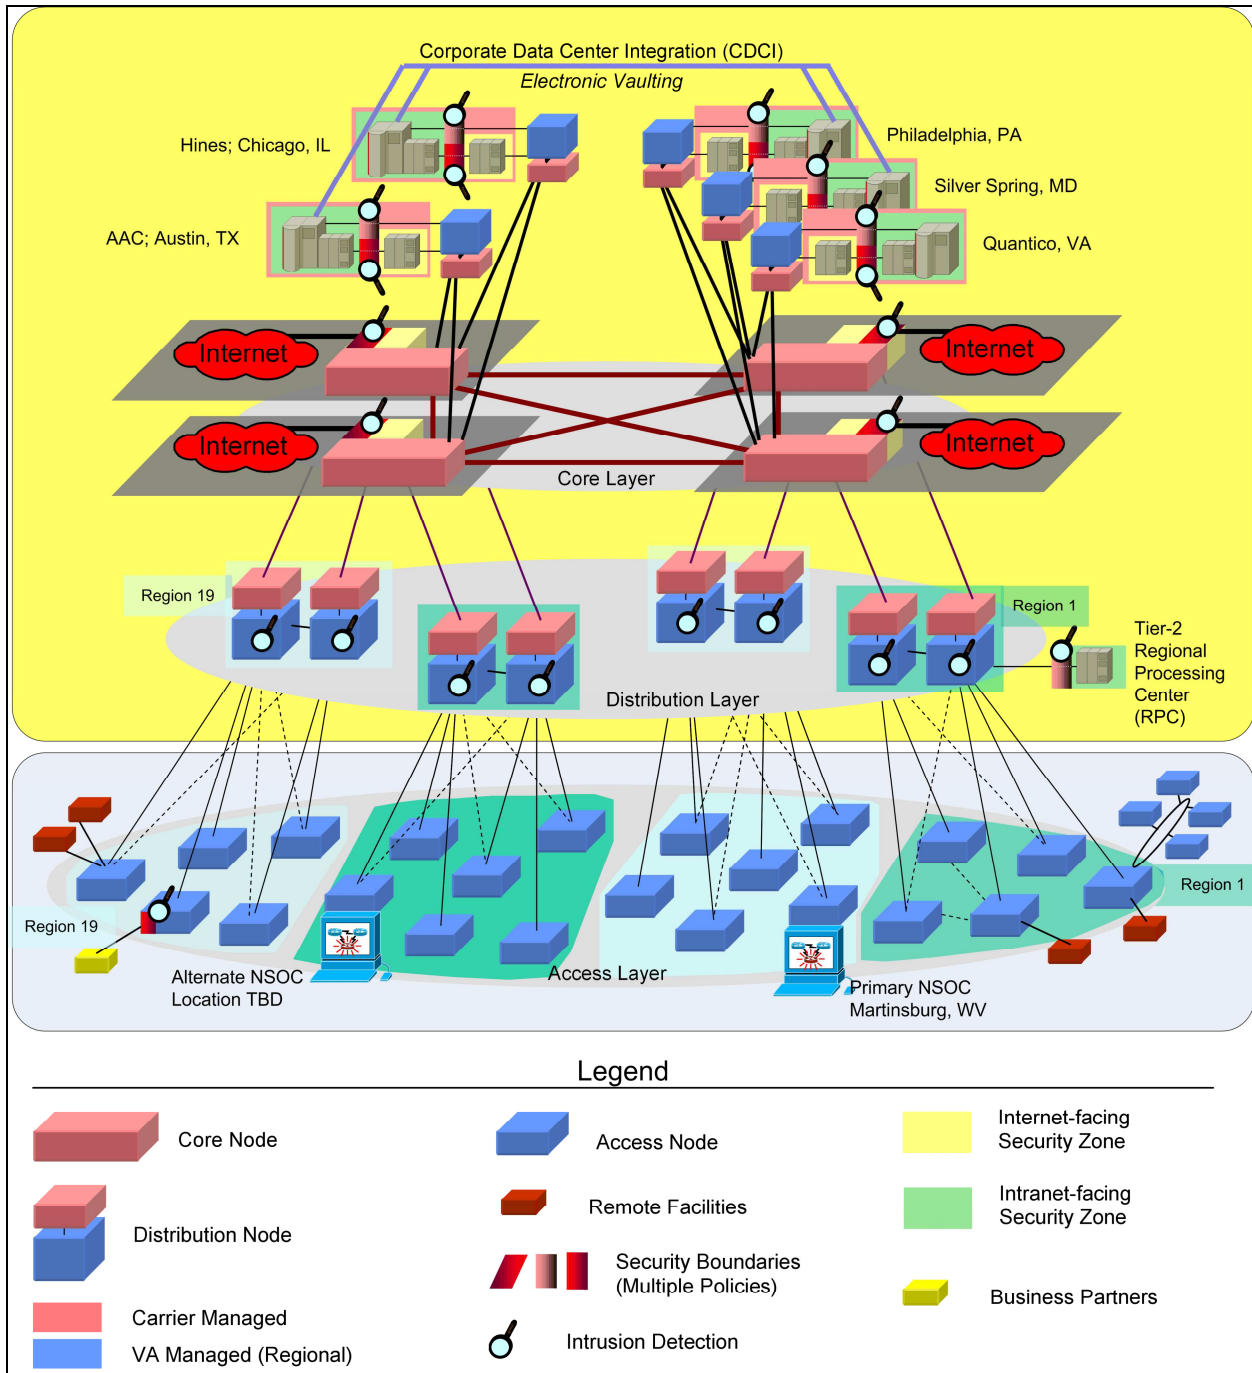 Corporate Data Center Integration (CDCI)
Electronic Vaulting
Hines; Chicago, IL
Philadelphia, PA
Silver Spring, MD
AAC; Austin, TX
Quantico, VA
Internet
Internet
Internet
Internet
Core Layer
Region 19
Region 1
Tier-2
Regional
Processing
Center
(RPC)
Distribution Layer
Region 19
Region 1
Alternate NSOC
Location TBD
Access Layer
Primary NSOC
Martinsburg, WV
Legend
Core Node
Access Node
Internet-facing
Security Zone
Distribution Node
Remote Facilities
Intranet-facing
Security Zone
Security Boundaries
(Multiple Policies)
Business Partners
Carrier Managed
VA Managed (Regional)
Intrusion Detection